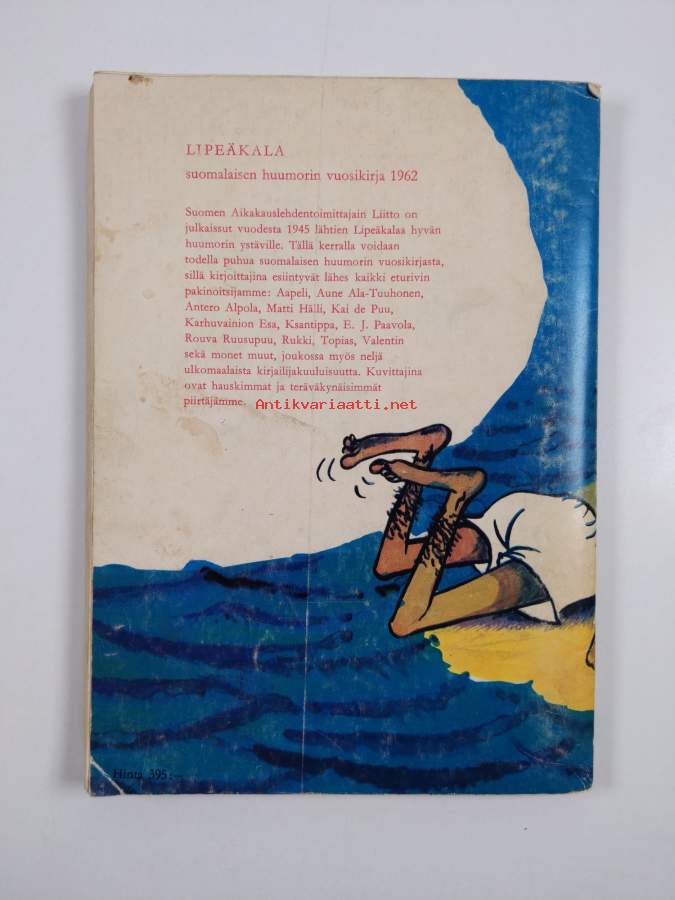 LIPEÄKALA
suomalaisen huumorin vuosikirja 1962
Suomen Aikakauslehdentoimittajain Liitto on
julkaissut vuodesta 1945 lähtien Lipeäkalaa hyvän
huumorin ystäville. Tällä kerralla voidaan
todella puhua suomalaisen huumorin vuosikirjasta,
sillä kirjoittajina esiintyvät lähes kaikki eturivin
pakinoitsijamme: Aapeli, Aune Ala-Tuuhonen,
Antero Alpola, Matti Hälli, Kai de Puu,
Karhuvainion Esa, Ksantippa, E. J. Paavola,
Rouva Ruusupuu, Rukki, Topias, Valentin
sekä monet muut, joukossa myös neljä
ulkomaalaista kirjailijakuuluisuutta. Kuvittajina
ovat hauskimmat ja teräväkynäisimmät
piirtäjämme.
Antikvariaatti.net
Hinta 395:—